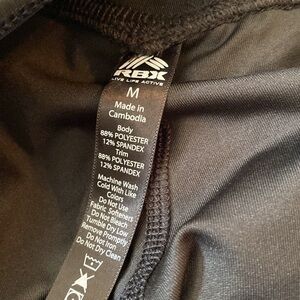 RBX
LIVE LIFE ACTIVE
M
Made in
Cambodia
Body
88% POLYESTER
12% SPANDEX
Trim
88% POLYESTER
12% SPANDEX
Machine Wash
Cold With Like
Colors
Do Not Use
Fabric Softeners
Do Not Bleach
Tumble Dry Low
Remove Promptly
Do Not Iron
Do Not Dry Clean